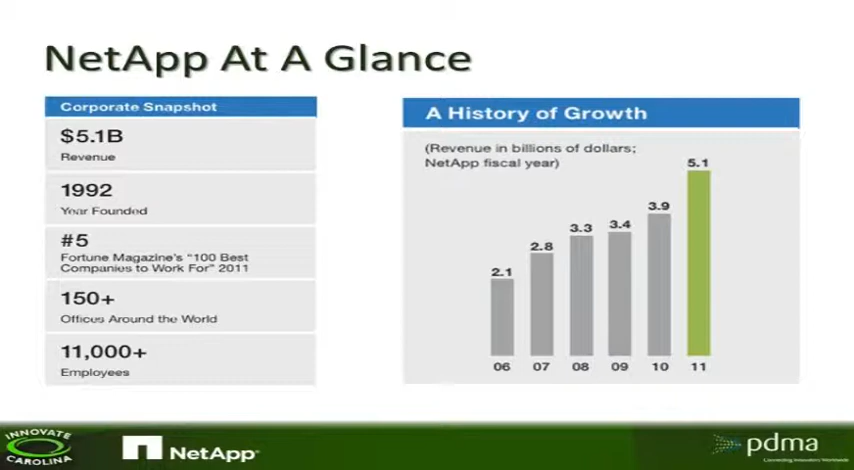 NetApp At A Glance
Corporate Snapshot
$5.1B
Revenue
1992
Year Founded
#5
Fortune Magazine's "100 Best
Companies to Work For" 2011
150+
Offices Around the World
11,000+
Employees
A History of Growth
(Revenue in billions of dollars;
NetApp fiscal year)
2.1
2.8
3.3
3.4
3.9
5.1
06 07 08 09 10 11
INNOVATE
CAROLINA
NetApp
pdma
Connecting Innovators Worldwide